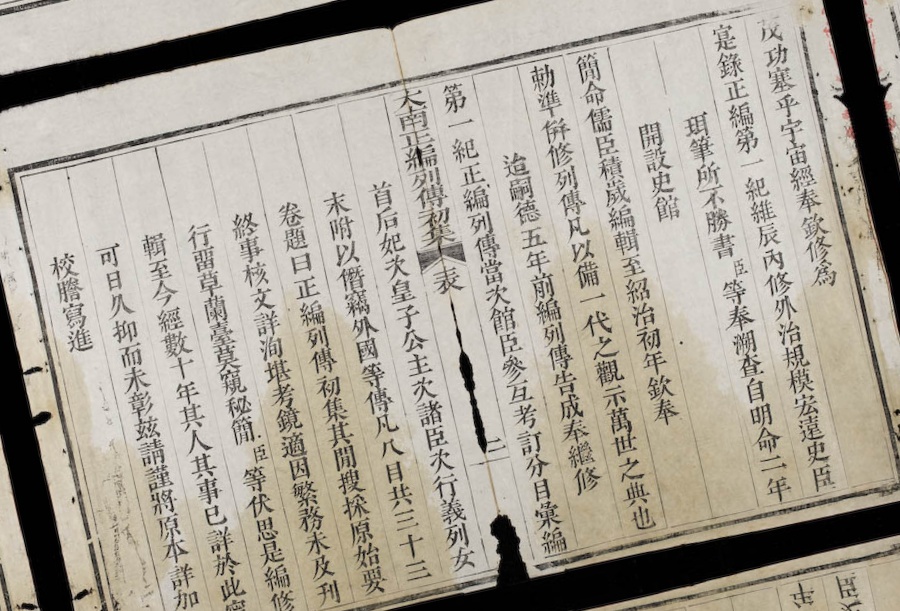 茂功塞乎宇宙經奉欽修爲
寔錄正編第一紀維辰內修外治規模宏遠史臣
珥筆所不勝書臣等奉溯查自明命二年
開設史館
簡命儒臣積歲編輯至紹治初年欽奉
勅準倂修列傳凡以備一代之觀示萬世之典也
迨嗣德五年前編列傳告成奉繼修
第一紀正編列傳當次館臣參互考訂分目彙編
大南正編列傳初集 表 二
首后妃次皇子公主次諸臣次行義列女
末附以僭竊外國等傳凡八目共三十三
卷題曰正編列傳初集其閒搜採原始要
終事核文詳洵堪考鏡適因繁務未及刊
行留草蘭臺莫窺秘簡臣等伏思是編修
輯至今經數十年其人其事已詳於此
可日久抑而未彰玆請謹將原本詳加
校謄寫進